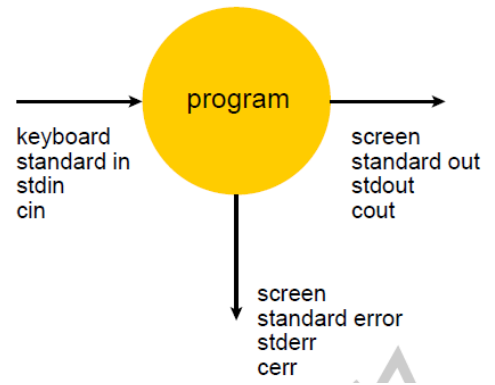 program
keyboard
standard in
stdin
cin
screen
standard out
stdout
cout
screen
standard error
stderr
cerr